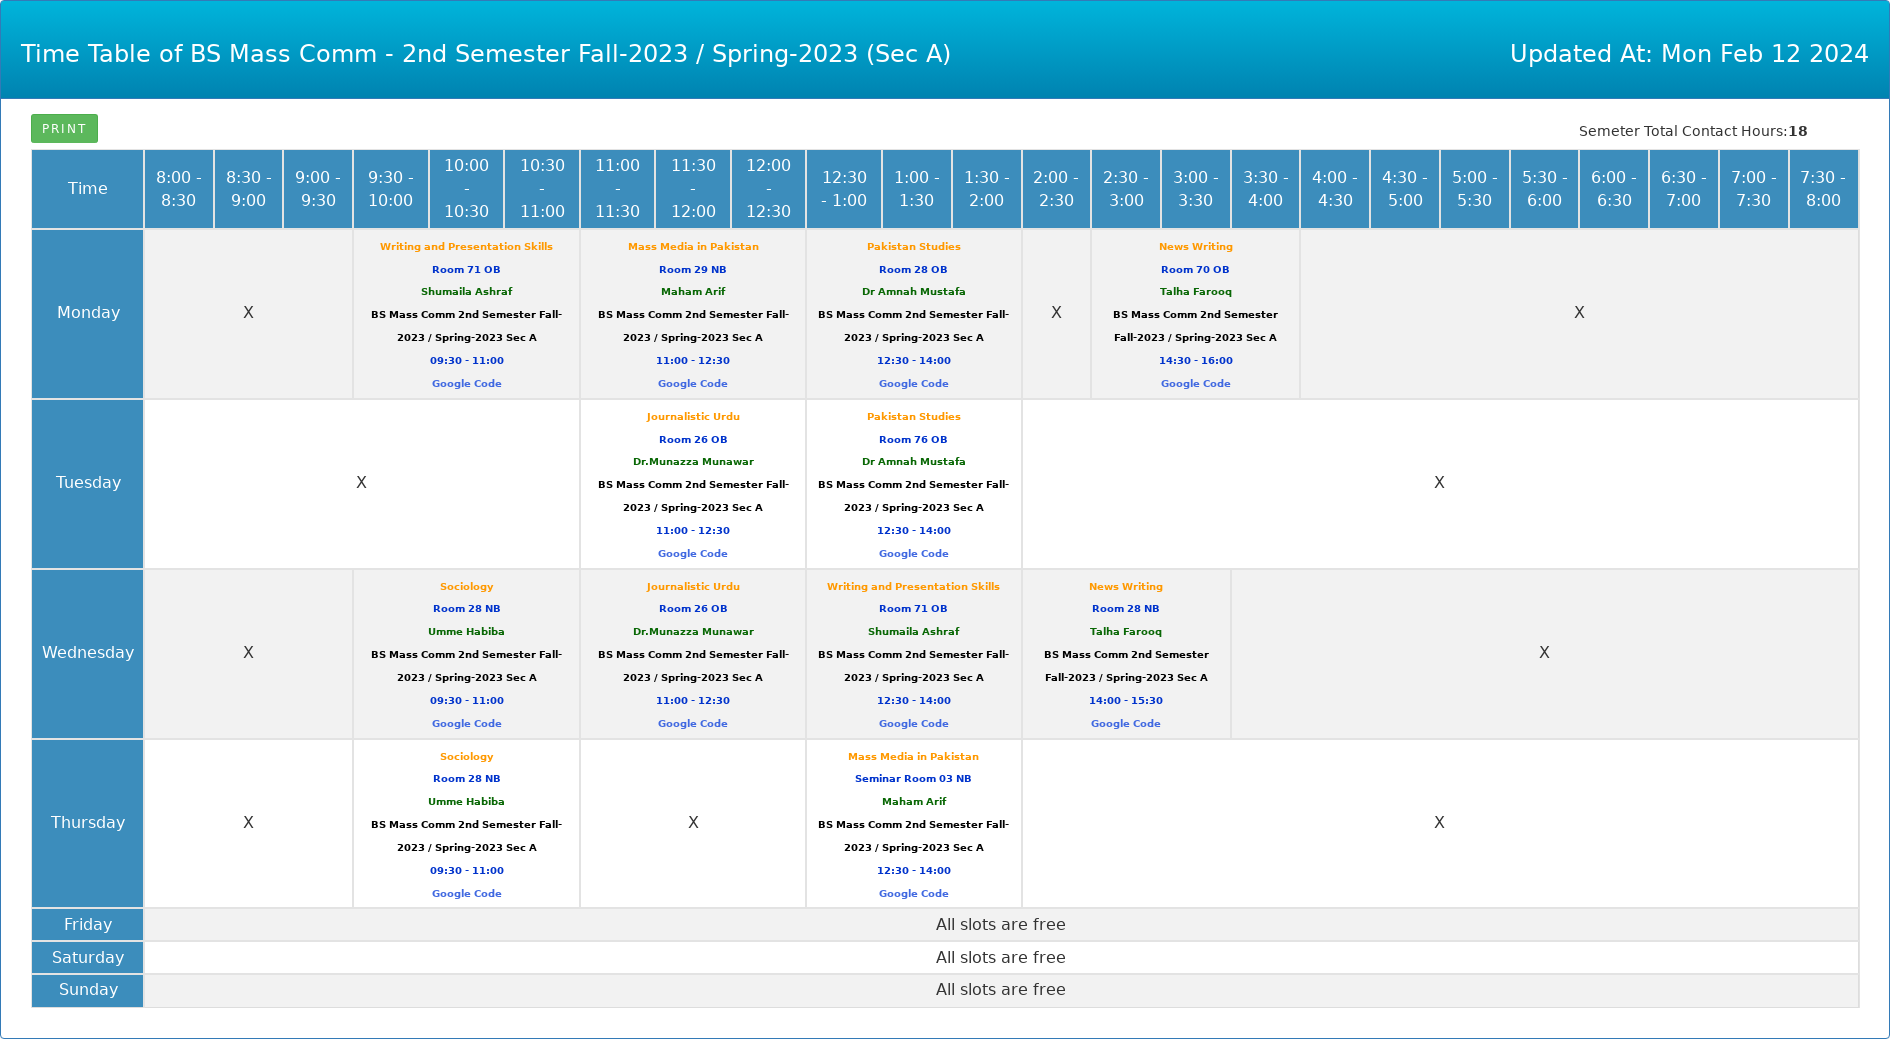 Time Table of BS Mass Comm - 2nd Semester Fall-2023 / Spring-2023 (Sec A)
Updated At: Mon Feb 12 2024
PRINT
Semeter Total Contact Hours:18
Time
8:00 -
8:30
8:30 -
9:00
9:00 -
9:30
9:30 -
10:00
10:00
-
10:30
10:30
-
11:00
11:00
-
11:30
11:30
-
12:00
12:00
-
12:30
12:30
- 1:00
1:00 -
1:30
1:30 -
2:00
2:00 -
2:30
2:30 -
3:00
3:00 -
3:30
3:30 -
4:00
4:00 -
4:30
4:30 -
5:00
5:00 -
5:30
5:30 -
6:00
6:00 -
6:30
6:30 -
7:00
7:00 -
7:30
7:30 -
8:00
Monday
X
Writing and Presentation Skills
Room 71 OB
Shumaila Ashraf
BS Mass Comm 2nd Semester Fall-
2023 / Spring-2023 Sec A
09:30 - 11:00
Google Code
Mass Media in Pakistan
Room 29 NB
Maham Arif
BS Mass Comm 2nd Semester Fall-
2023 / Spring-2023 Sec A
11:00 - 12:30
Google Code
Pakistan Studies
Room 28 OB
Dr Amnah Mustafa
BS Mass Comm 2nd Semester Fall-
2023 / Spring-2023 Sec A
12:30 - 14:00
Google Code
X
News Writing
Room 70 OB
Talha Farooq
BS Mass Comm 2nd Semester
Fall-2023 / Spring-2023 Sec A
14:30 - 16:00
Google Code
X
Tuesday
X
Journalistic Urdu
Room 26 OB
Dr.Munazza Munawar
BS Mass Comm 2nd Semester Fall-
2023 / Spring-2023 Sec A
11:00 - 12:30
Google Code
Pakistan Studies
Room 76 OB
Dr Amnah Mustafa
BS Mass Comm 2nd Semester Fall-
2023 / Spring-2023 Sec A
12:30 - 14:00
Google Code
X
Wednesday
X
Sociology
Room 28 NB
Umme Habiba
BS Mass Comm 2nd Semester Fall-
2023 / Spring-2023 Sec A
09:30 - 11:00
Google Code
Journalistic Urdu
Room 26 OB
Dr.Munazza Munawar
BS Mass Comm 2nd Semester Fall-
2023 / Spring-2023 Sec A
11:00 - 12:30
Google Code
Writing and Presentation Skills
Room 71 OB
Shumaila Ashraf
BS Mass Comm 2nd Semester Fall-
2023 / Spring-2023 Sec A
12:30 - 14:00
Google Code
News Writing
Room 28 NB
Talha Farooq
BS Mass Comm 2nd Semester
Fall-2023 / Spring-2023 Sec A
14:00 - 15:30
Google Code
X
Thursday
X
Sociology
Room 28 NB
Umme Habiba
BS Mass Comm 2nd Semester Fall-
2023 / Spring-2023 Sec A
09:30 - 11:00
Google Code
X
Mass Media in Pakistan
Seminar Room 03 NB
Maham Arif
BS Mass Comm 2nd Semester Fall-
2023 / Spring-2023 Sec A
12:30 - 14:00
Google Code
X
Friday
All slots are free
Saturday
All slots are free
Sunday
All slots are free